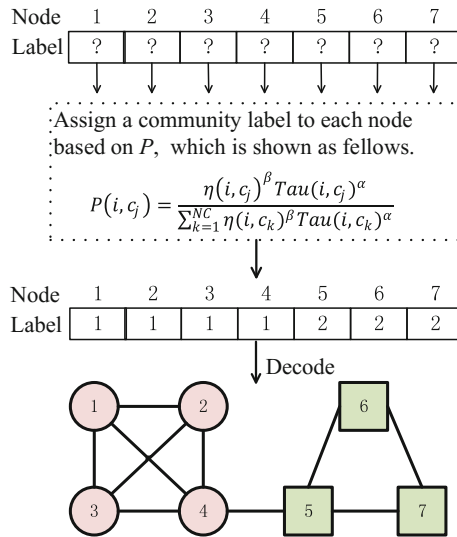 Node 1 2 3 4 5 6 7
Label ? ? ? ? ? ? ?
Assign a community label to each node
based on P, which is shown as fellows.
P(i, c_j) = \frac{η(i, c_j)^β Tau(i, c_j)^α}{\sum_{k=1}^{NC} η(i, c_k)^β Tau(i, c_k)^α}
Node 1 2 3 4 5 6 7
Label 1 1 1 1 2 2 2
Decode
1 2 6
3 4 5 7